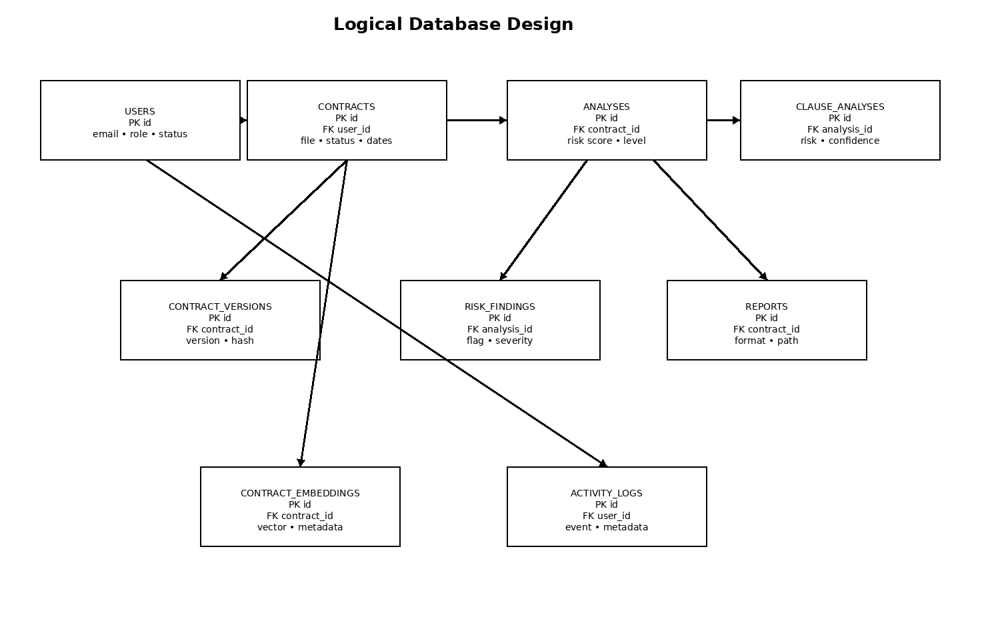 Logical Database Design
USERS
PK id
email • role • status
CONTRACTS
PK id
FK user_id
file • status • dates
ANALYSES
PK id
FK contract_id
risk score • level
CLAUSE_ANALYSES
PK id
FK analysis_id
risk • confidence
CONTRACT_VERSIONS
PK id
FK contract_id
version • hash
RISK_FINDINGS
PK id
FK analysis_id
flag • severity
REPORTS
PK id
FK contract_id
format • path
CONTRACT_EMBEDDINGS
PK id
FK contract_id
vector • metadata
ACTIVITY_LOGS
PK id
FK user_id
event • metadata